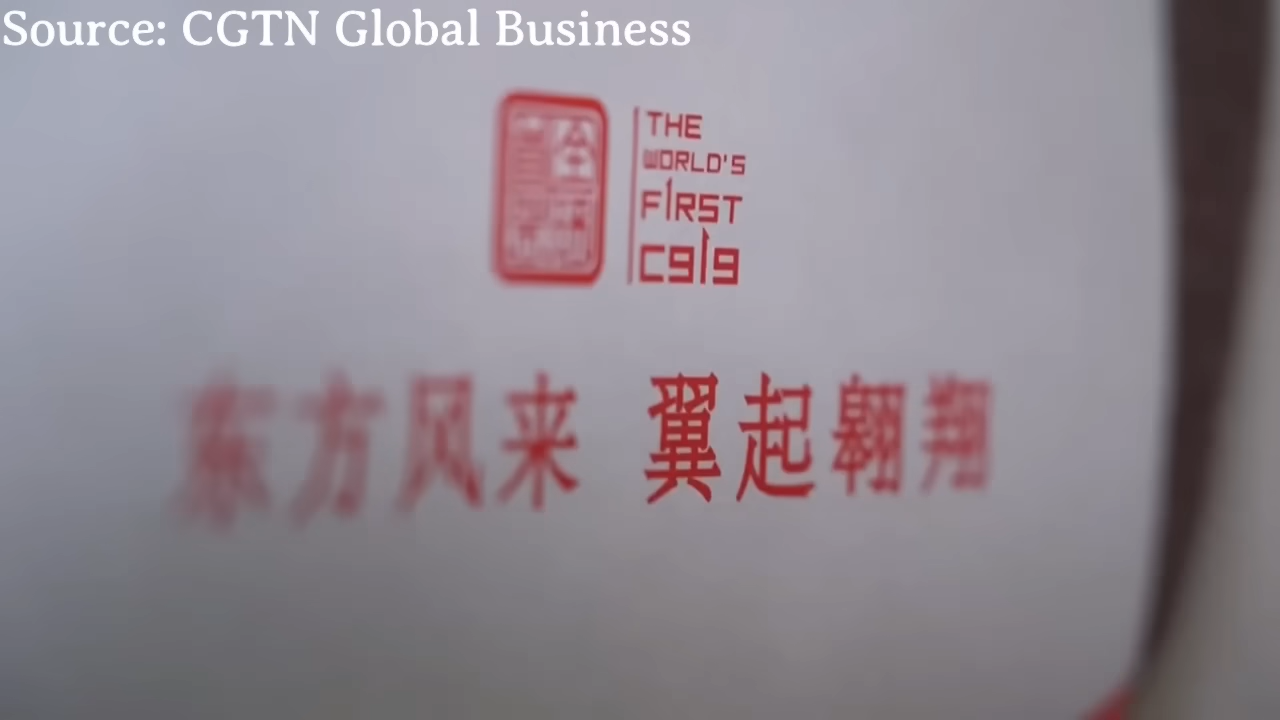 Source: CGTN Global Business
THE
WORLD'S
FIRST
C919
东方风来 翼起翱翔